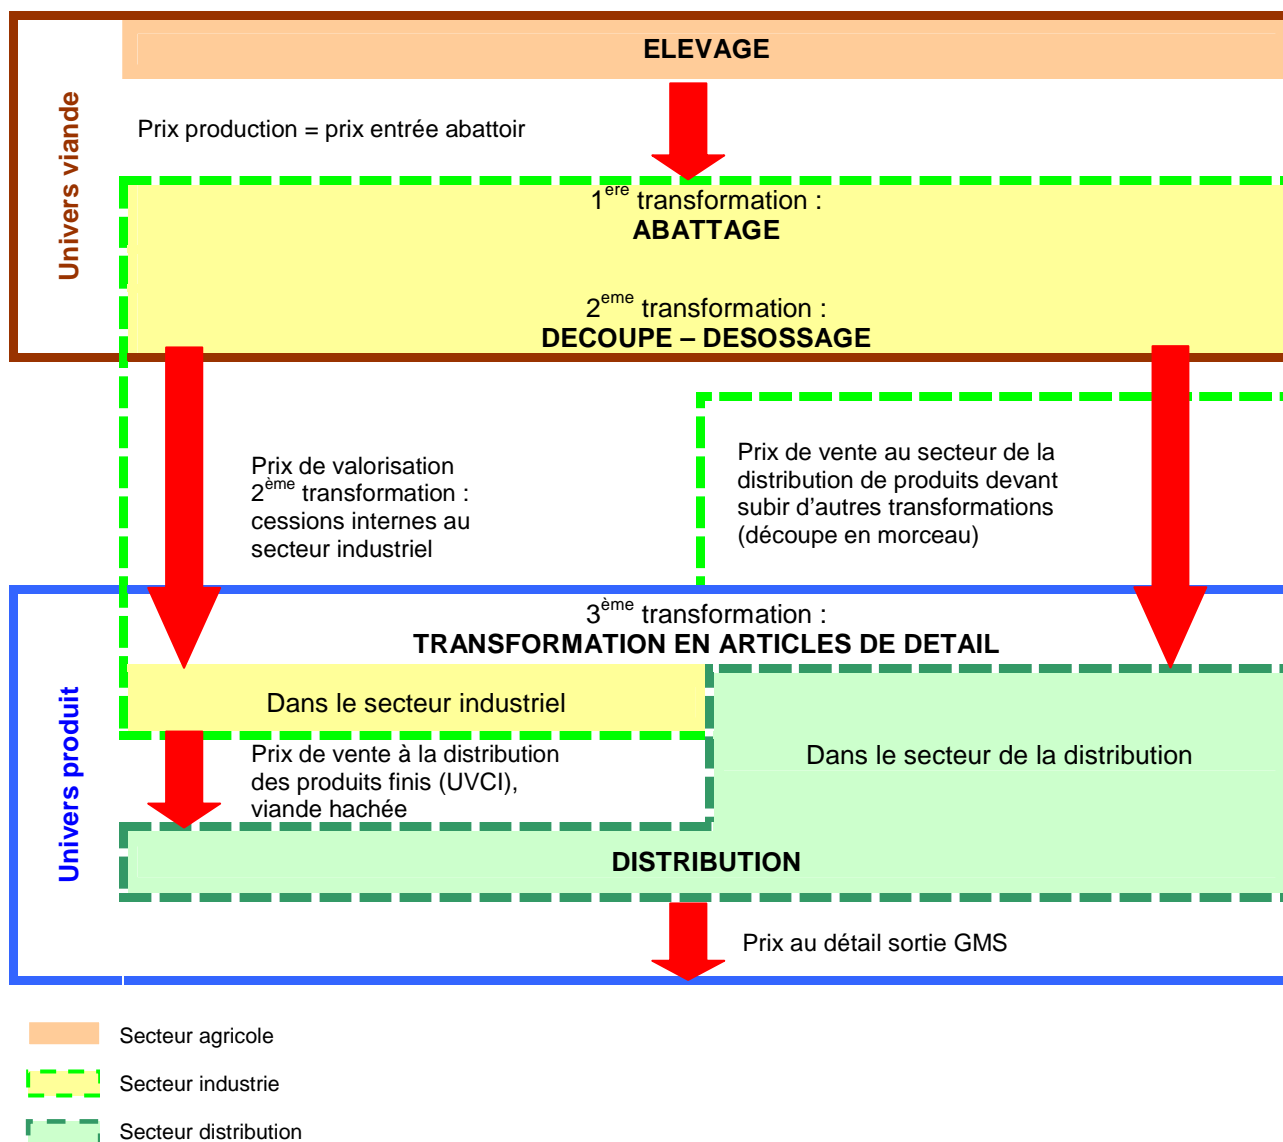 ELEVAGE
Univers viande
Prix production = prix entrée abattoir
1ere transformation :
ABATTAGE
2eme transformation :
DECOUPE – DESOSSAGE
Prix de valorisation
2ème transformation :
cessions internes au
secteur industriel
Prix de vente au secteur de la
distribution de produits devant
subir d’autres transformations
(découpe en morceau)
Univers produit
3ème transformation :
TRANSFORMATION EN ARTICLES DE DETAIL
Dans le secteur industriel
Dans le secteur de la distribution
Prix de vente à la distribution
des produits finis (UVCI),
viande hachée
DISTRIBUTION
Prix au détail sortie GMS
Secteur agricole
Secteur industrie
Secteur distribution